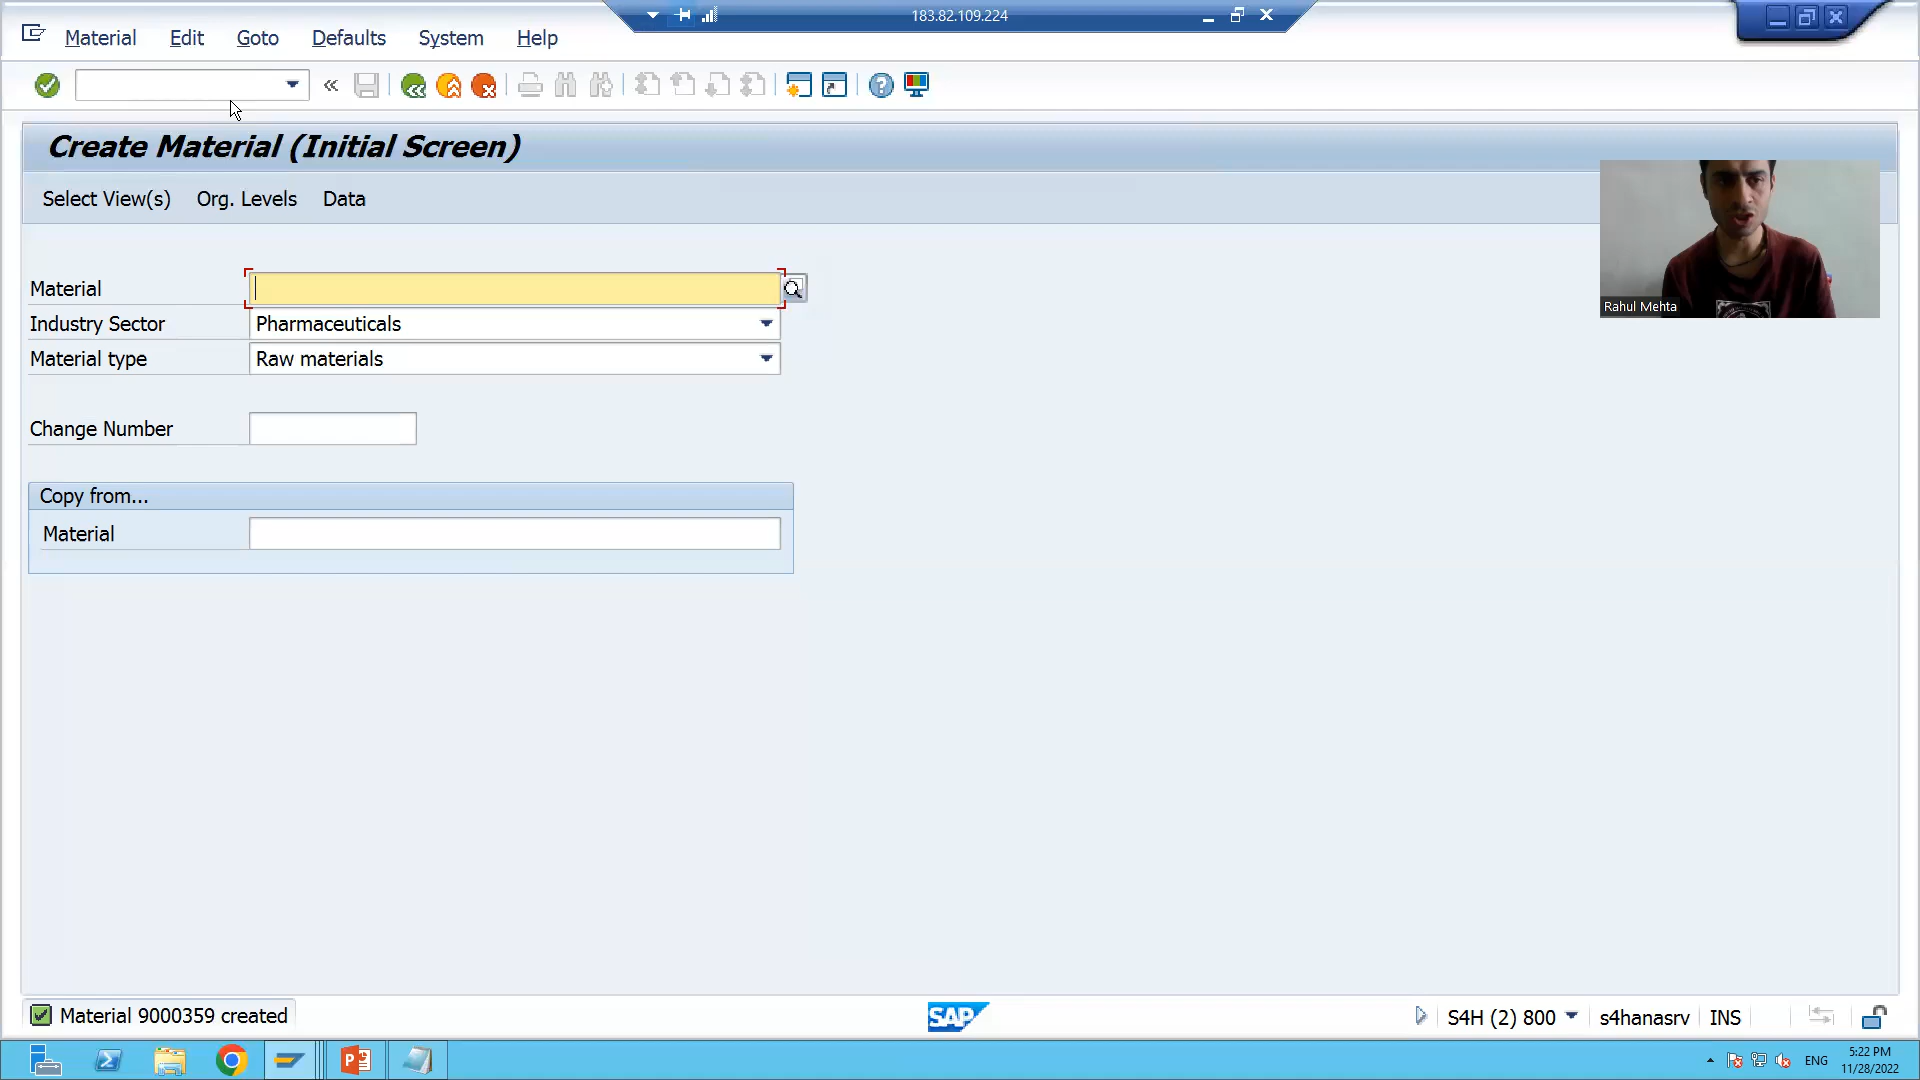 183.82.109.224
Material Edit Goto Defaults System Help
Create Material (Initial Screen)
Select View(s) Org. Levels Data
Material
Industry Sector Pharmaceuticals
Material type Raw materials
Rahul Mehta
Change Number
Copy from...
Material
Material 9000359 created
SAP
S4H (2) 800 s4hanasrv INS
ENG
5:22 PM
11/28/2022